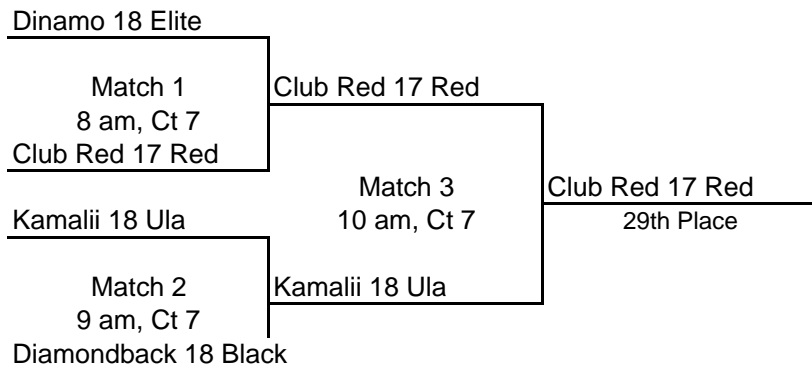 Dinamo 18 Elite
Match 1
8 am, Ct 7
Club Red 17 Red
Club Red 17 Red
Match 3
10 am, Ct 7
Club Red 17 Red
29th Place
Kamalii 18 Ula
Match 2
9 am, Ct 7
Kamalii 18 Ula
Diamondback 18 Black